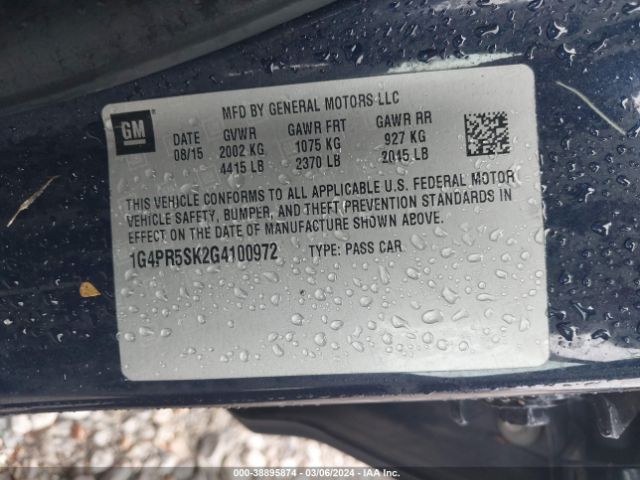 GM
MFD BY GENERAL MOTORS LLC
DATE GVWR GAWR FRT GAWR RR
08/15 2002 KG 1075 KG 927 KG
4415 LB 2370 LB 2045 LB
THIS VEHICLE CONFORMS TO ALL APPLICABLE U.S. FEDERAL MOTOR
VEHICLE SAFETY, BUMPER, AND THEFT PREVENTION STANDARDS IN
EFFECT ON THE DATE OF MANUFACTURE SHOWN ABOVE.
1G4PR5SK2G4100972 TYPE: PASS CAR
000-38895874 - 03/06/2024 - IAAI.COM